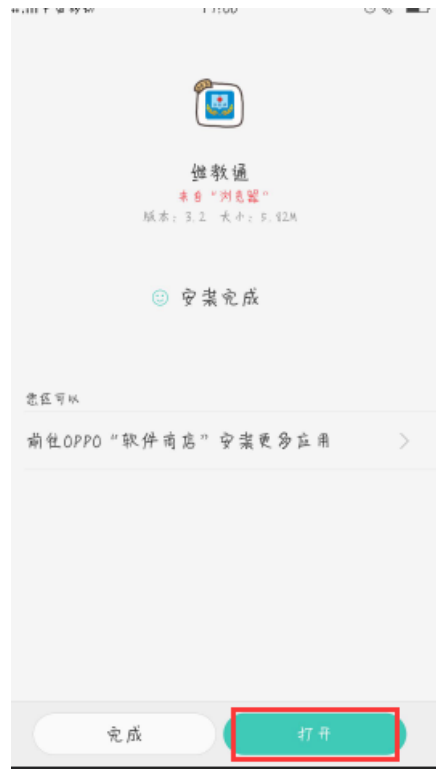 继教通
来自“浏览器”
版本：3.2 大小：5.82M
安装完成
您还可以
前往OPPO“软件商店”安装更多应用
完成
打开